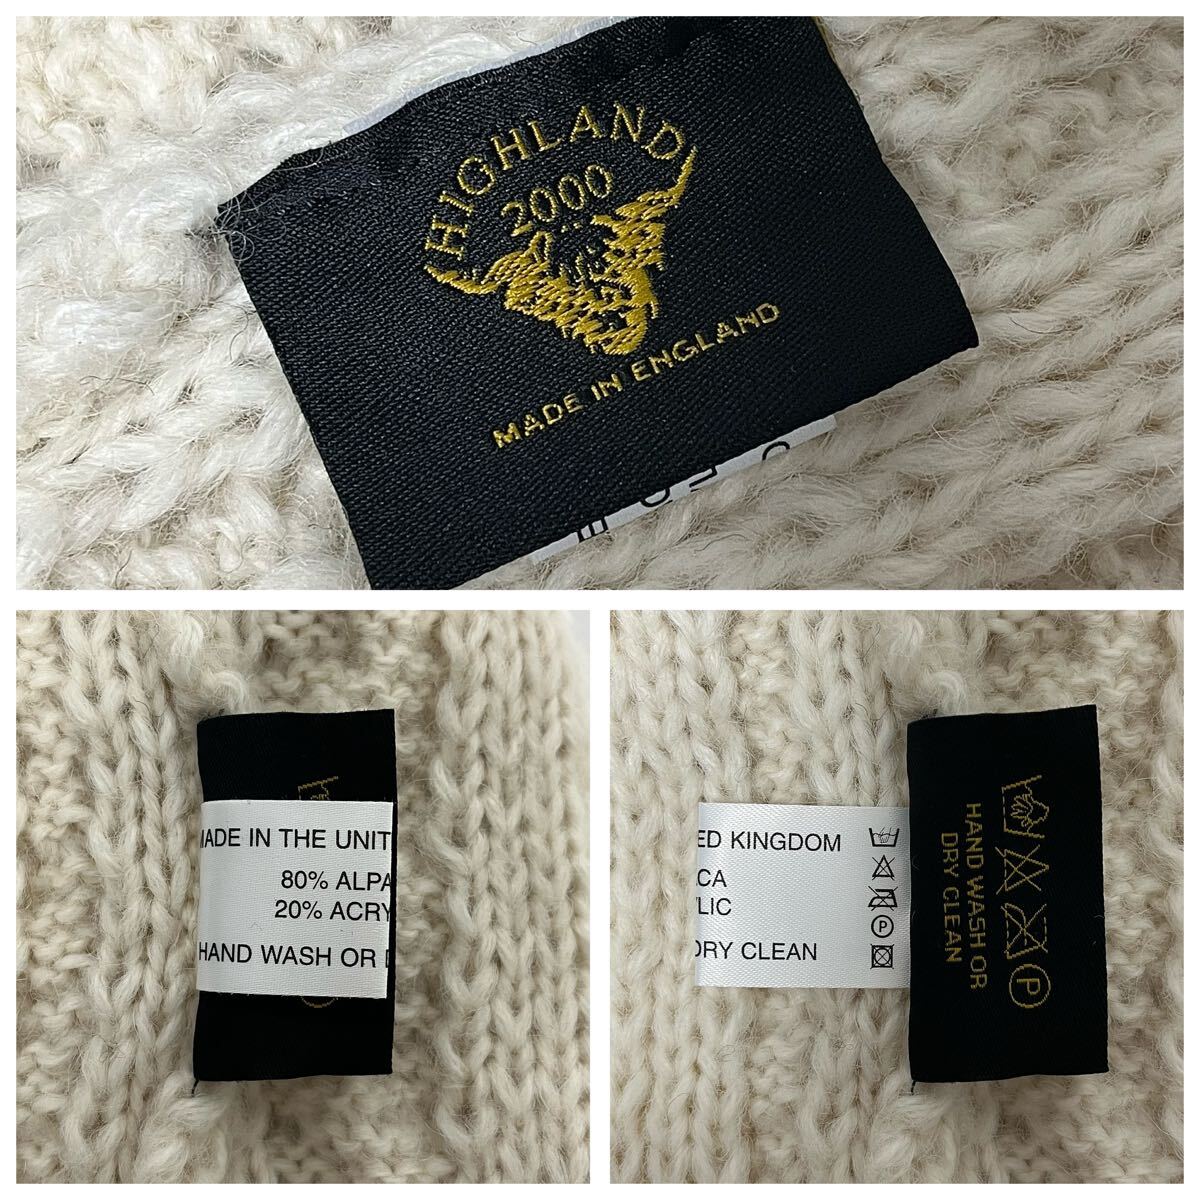 HIGHLAND
2000
MADE IN ENGLAND
MADE IN THE UNIT
80% ALPA
20% ACRY
HAND WASH OR
ED KINGDOM
CA
LIC
DRY CLEAN
P
HAND WASH OR
DRY CLEAN
P